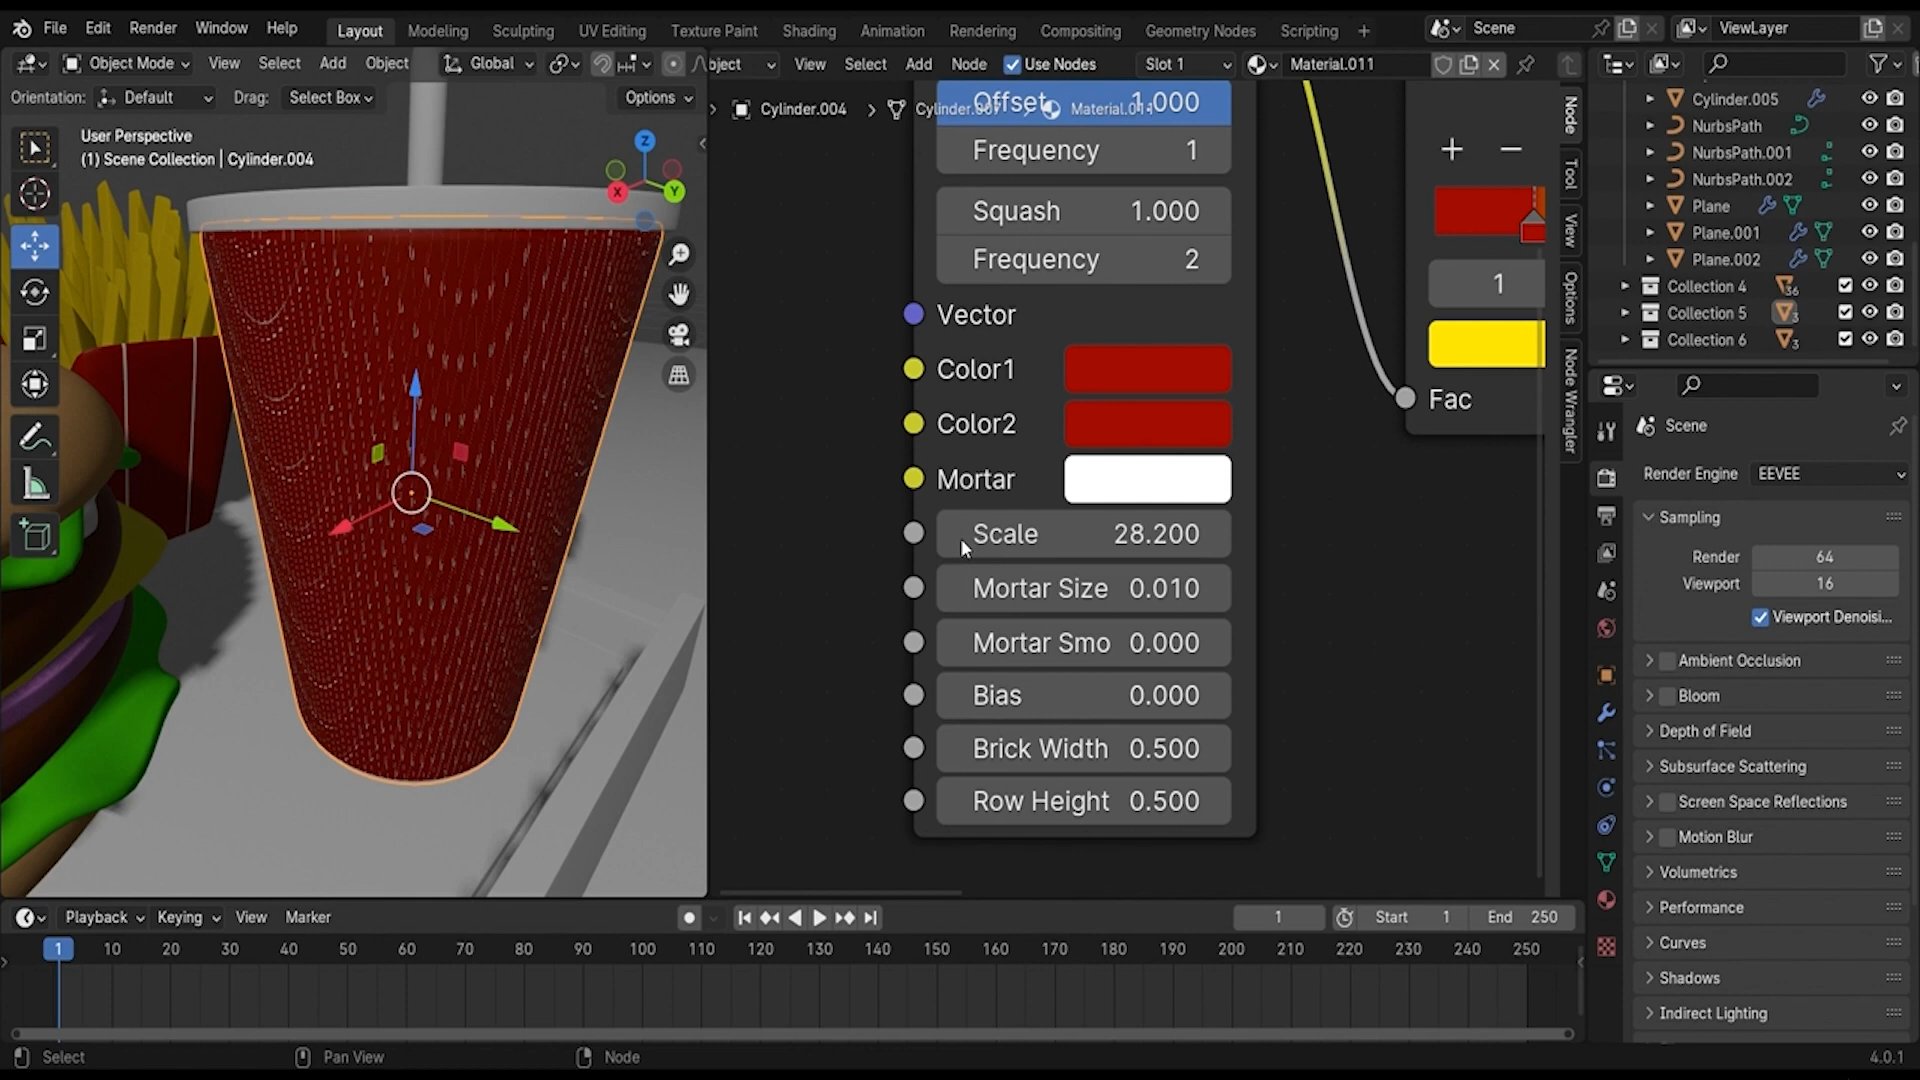 File Edit Render Window Help Layout Modeling Sculpting UV Editing Texture Paint Shading Animation Rendering Compositing Geometry Nodes Scripting + Scene ViewLayer
Object Mode View Select Add Object Global bject View Select Add Node Use Nodes Slot 1 Material.011
Orientation: Default Drag: Select Box Options
Cylinder.004 > Material.011
User Perspective
(1) Scene Collection | Cylinder.004
Z
X
Y
Offset 1.000
Frequency 1
Squash 1.000
Frequency 2
Vector
Color1
Color2
Mortar
Scale 28.200
Mortar Size 0.010
Mortar Smo 0.000
Bias 0.000
Brick Width 0.500
Row Height 0.500
1
Fac
Node
Tool
View
Options
Node Wrangler
Cylinder.005
NurbsPath
NurbsPath.001
NurbsPath.002
Plane
Plane.001
Plane.002
Collection 4 36
Collection 5 3
Collection 6 3
Scene
Render Engine EEVEE
Sampling
Render 64
Viewport 16
Viewport Denoisi...
Ambient Occlusion
Bloom
Depth of Field
Subsurface Scattering
Screen Space Reflections
Motion Blur
Volumetrics
Performance
Curves
Shadows
Indirect Lighting
Playback Keying View Marker 1 Start 1 End 250
1 10 20 30 40 50 60 70 80 90 100 110 120 130 140 150 160 170 180 190 200 210 220 230 240 250
Select Pan View Node 4.0.1